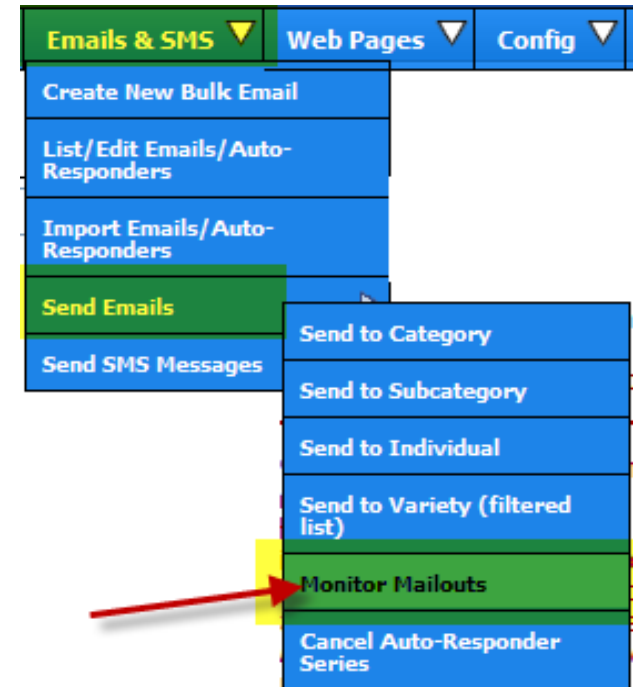 Emails & SMS Web Pages Config
Create New Bulk Email
List/Edit Emails/Auto-
Responders
Import Emails/Auto-
Responders
Send Emails
Send SMS Messages
Send to Category
Send to Subcategory
Send to Individual
Send to Variety (filtered
list)
Monitor Mailouts
Cancel Auto-Responder
Series